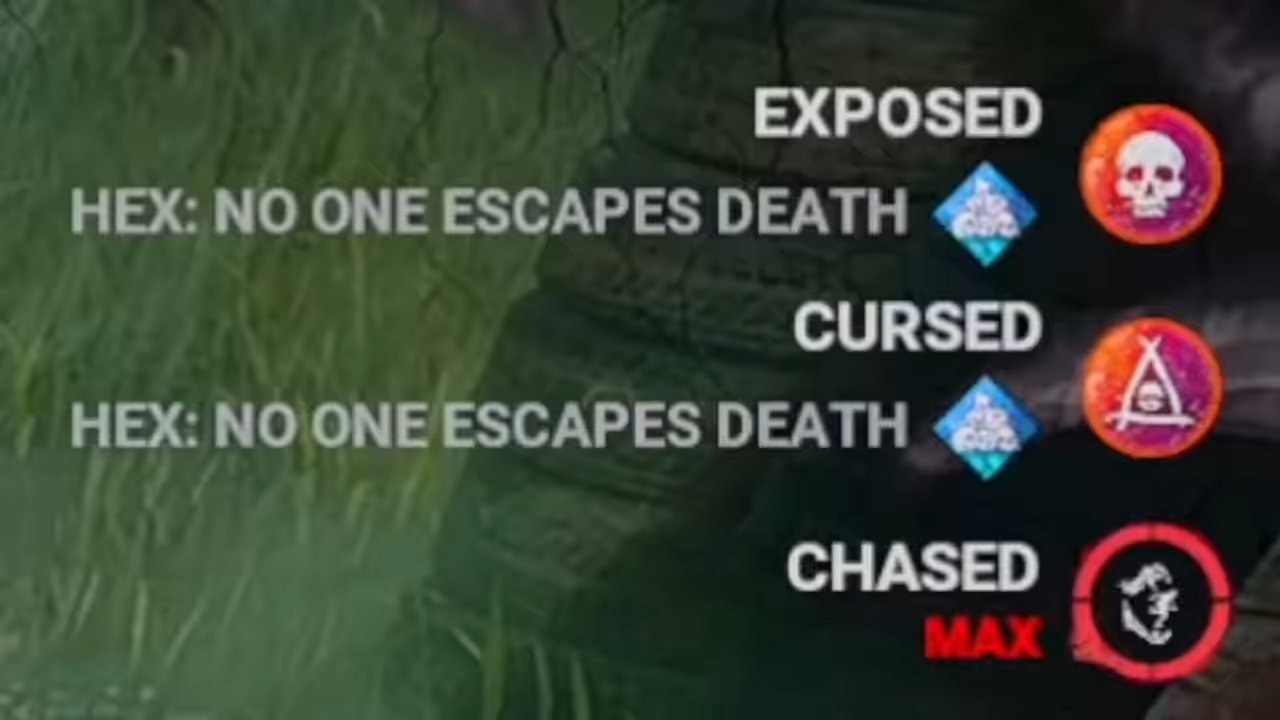 EXPOSED
HEX: NO ONE ESCAPES DEATH
CURSED
HEX: NO ONE ESCAPES DEATH
CHASED
MAX